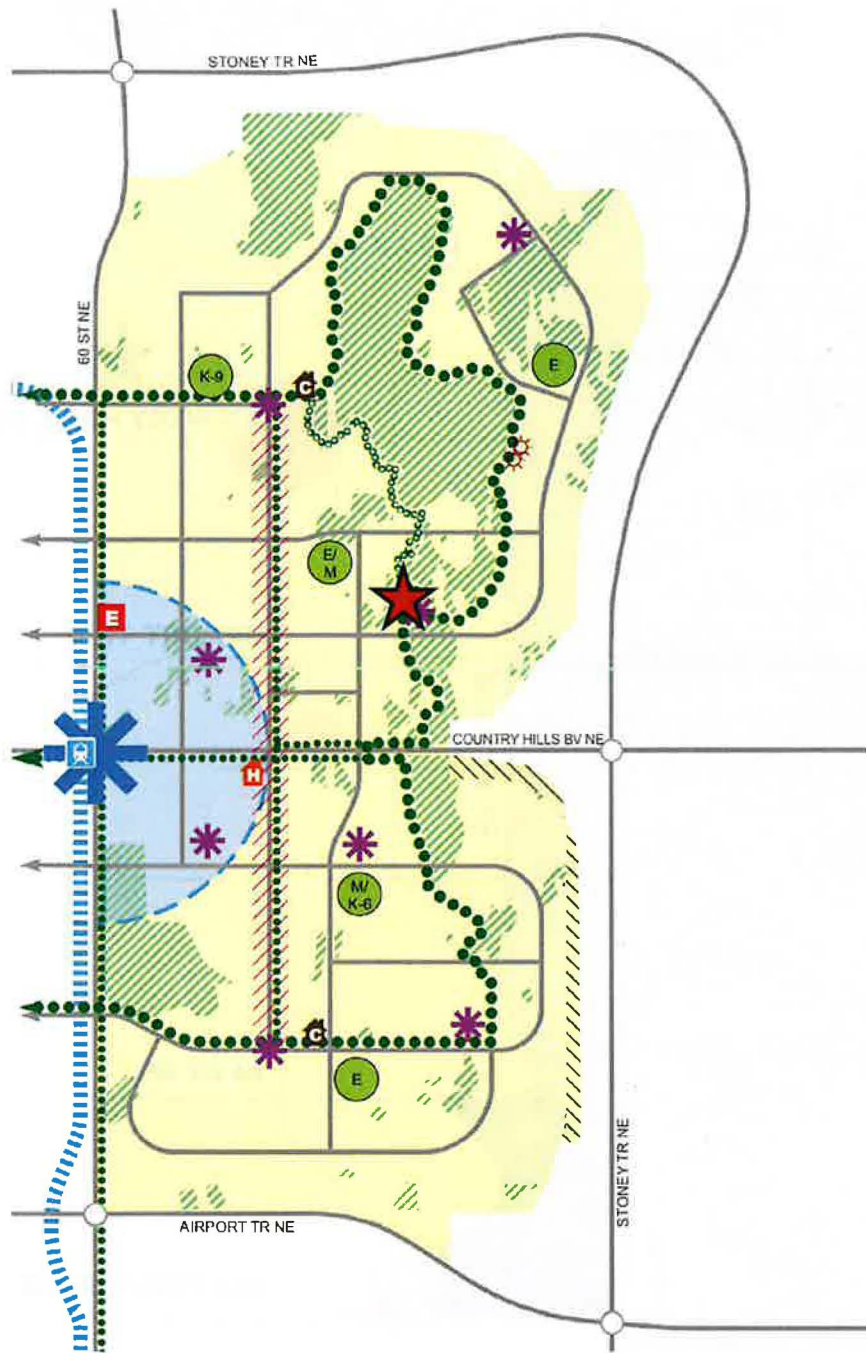 STONEY TR NE
60 ST NE
K-9
C
E
E/
M
E
COUNTRY HILLS BV NE
H
M/
K-6
C
E
STONEY TR NE
AIRPORT TR NE